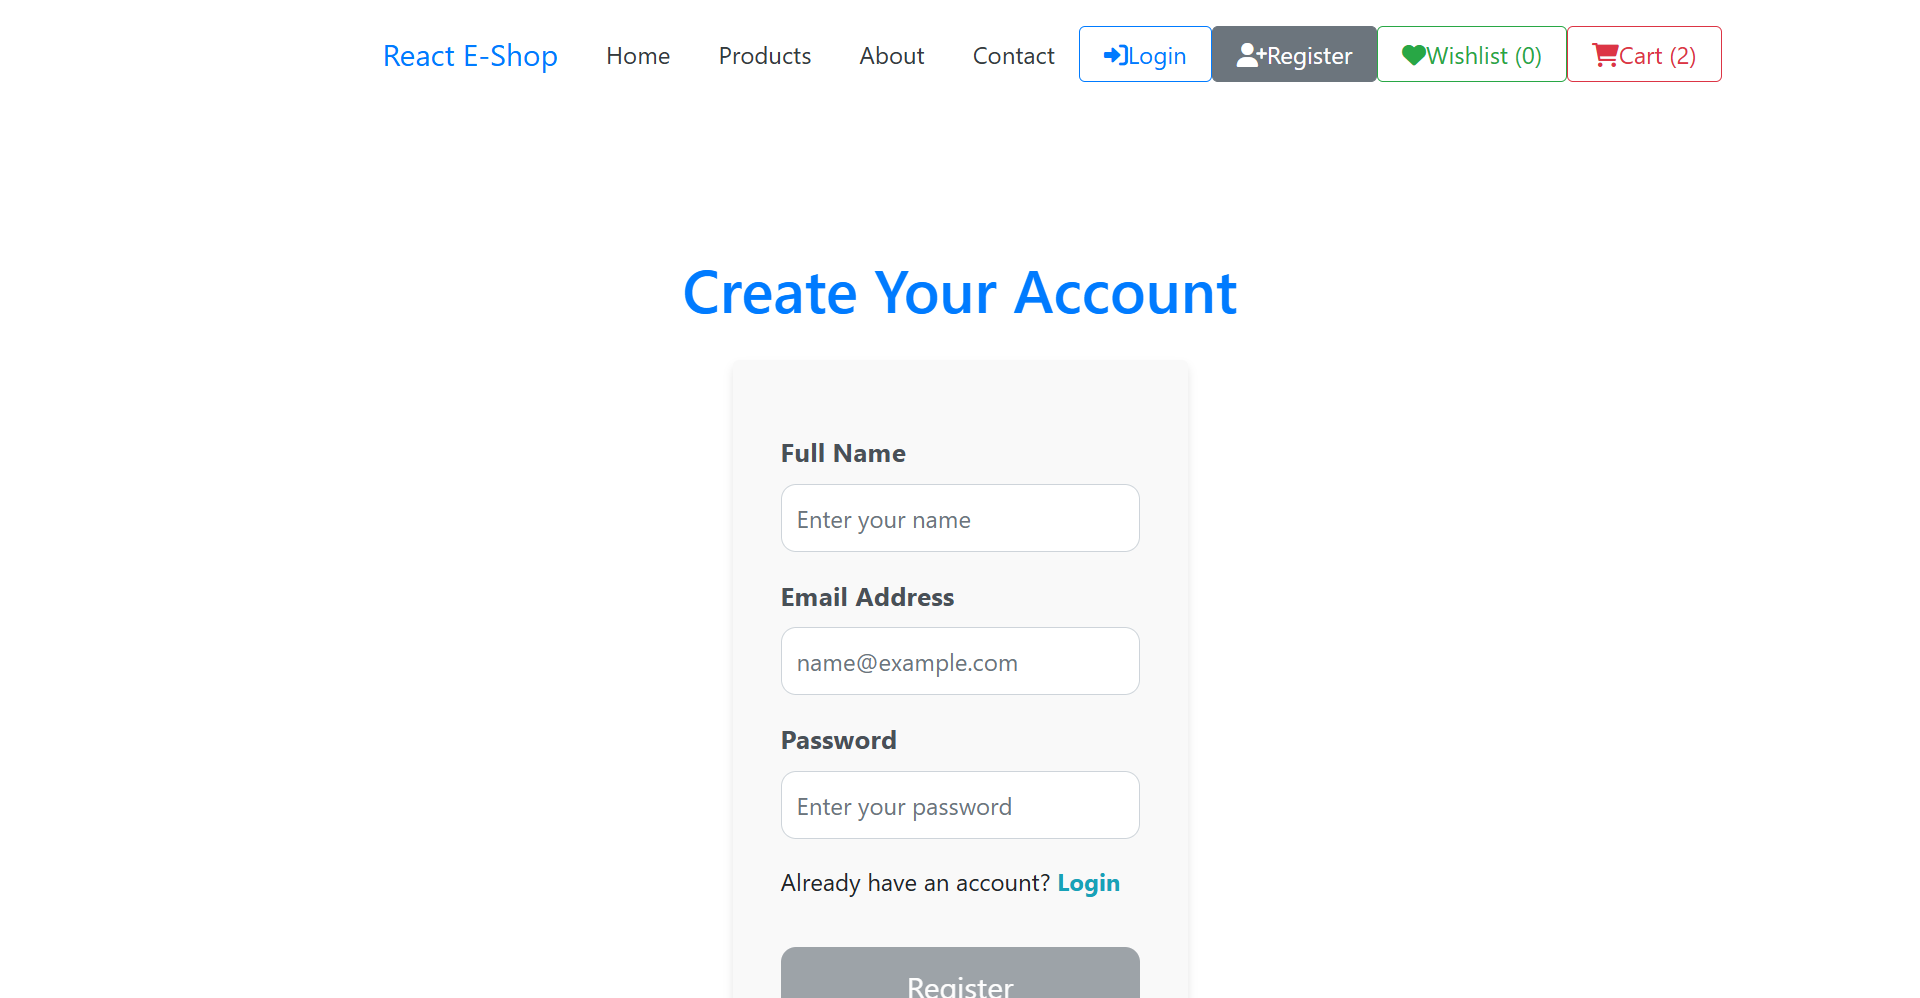 React E-Shop Home Products About Contact Login Register Wishlist (0) Cart (2)
Create Your Account
Full Name
Enter your name
Email Address
name@example.com
Password
Enter your password
Already have an account? Login
Register